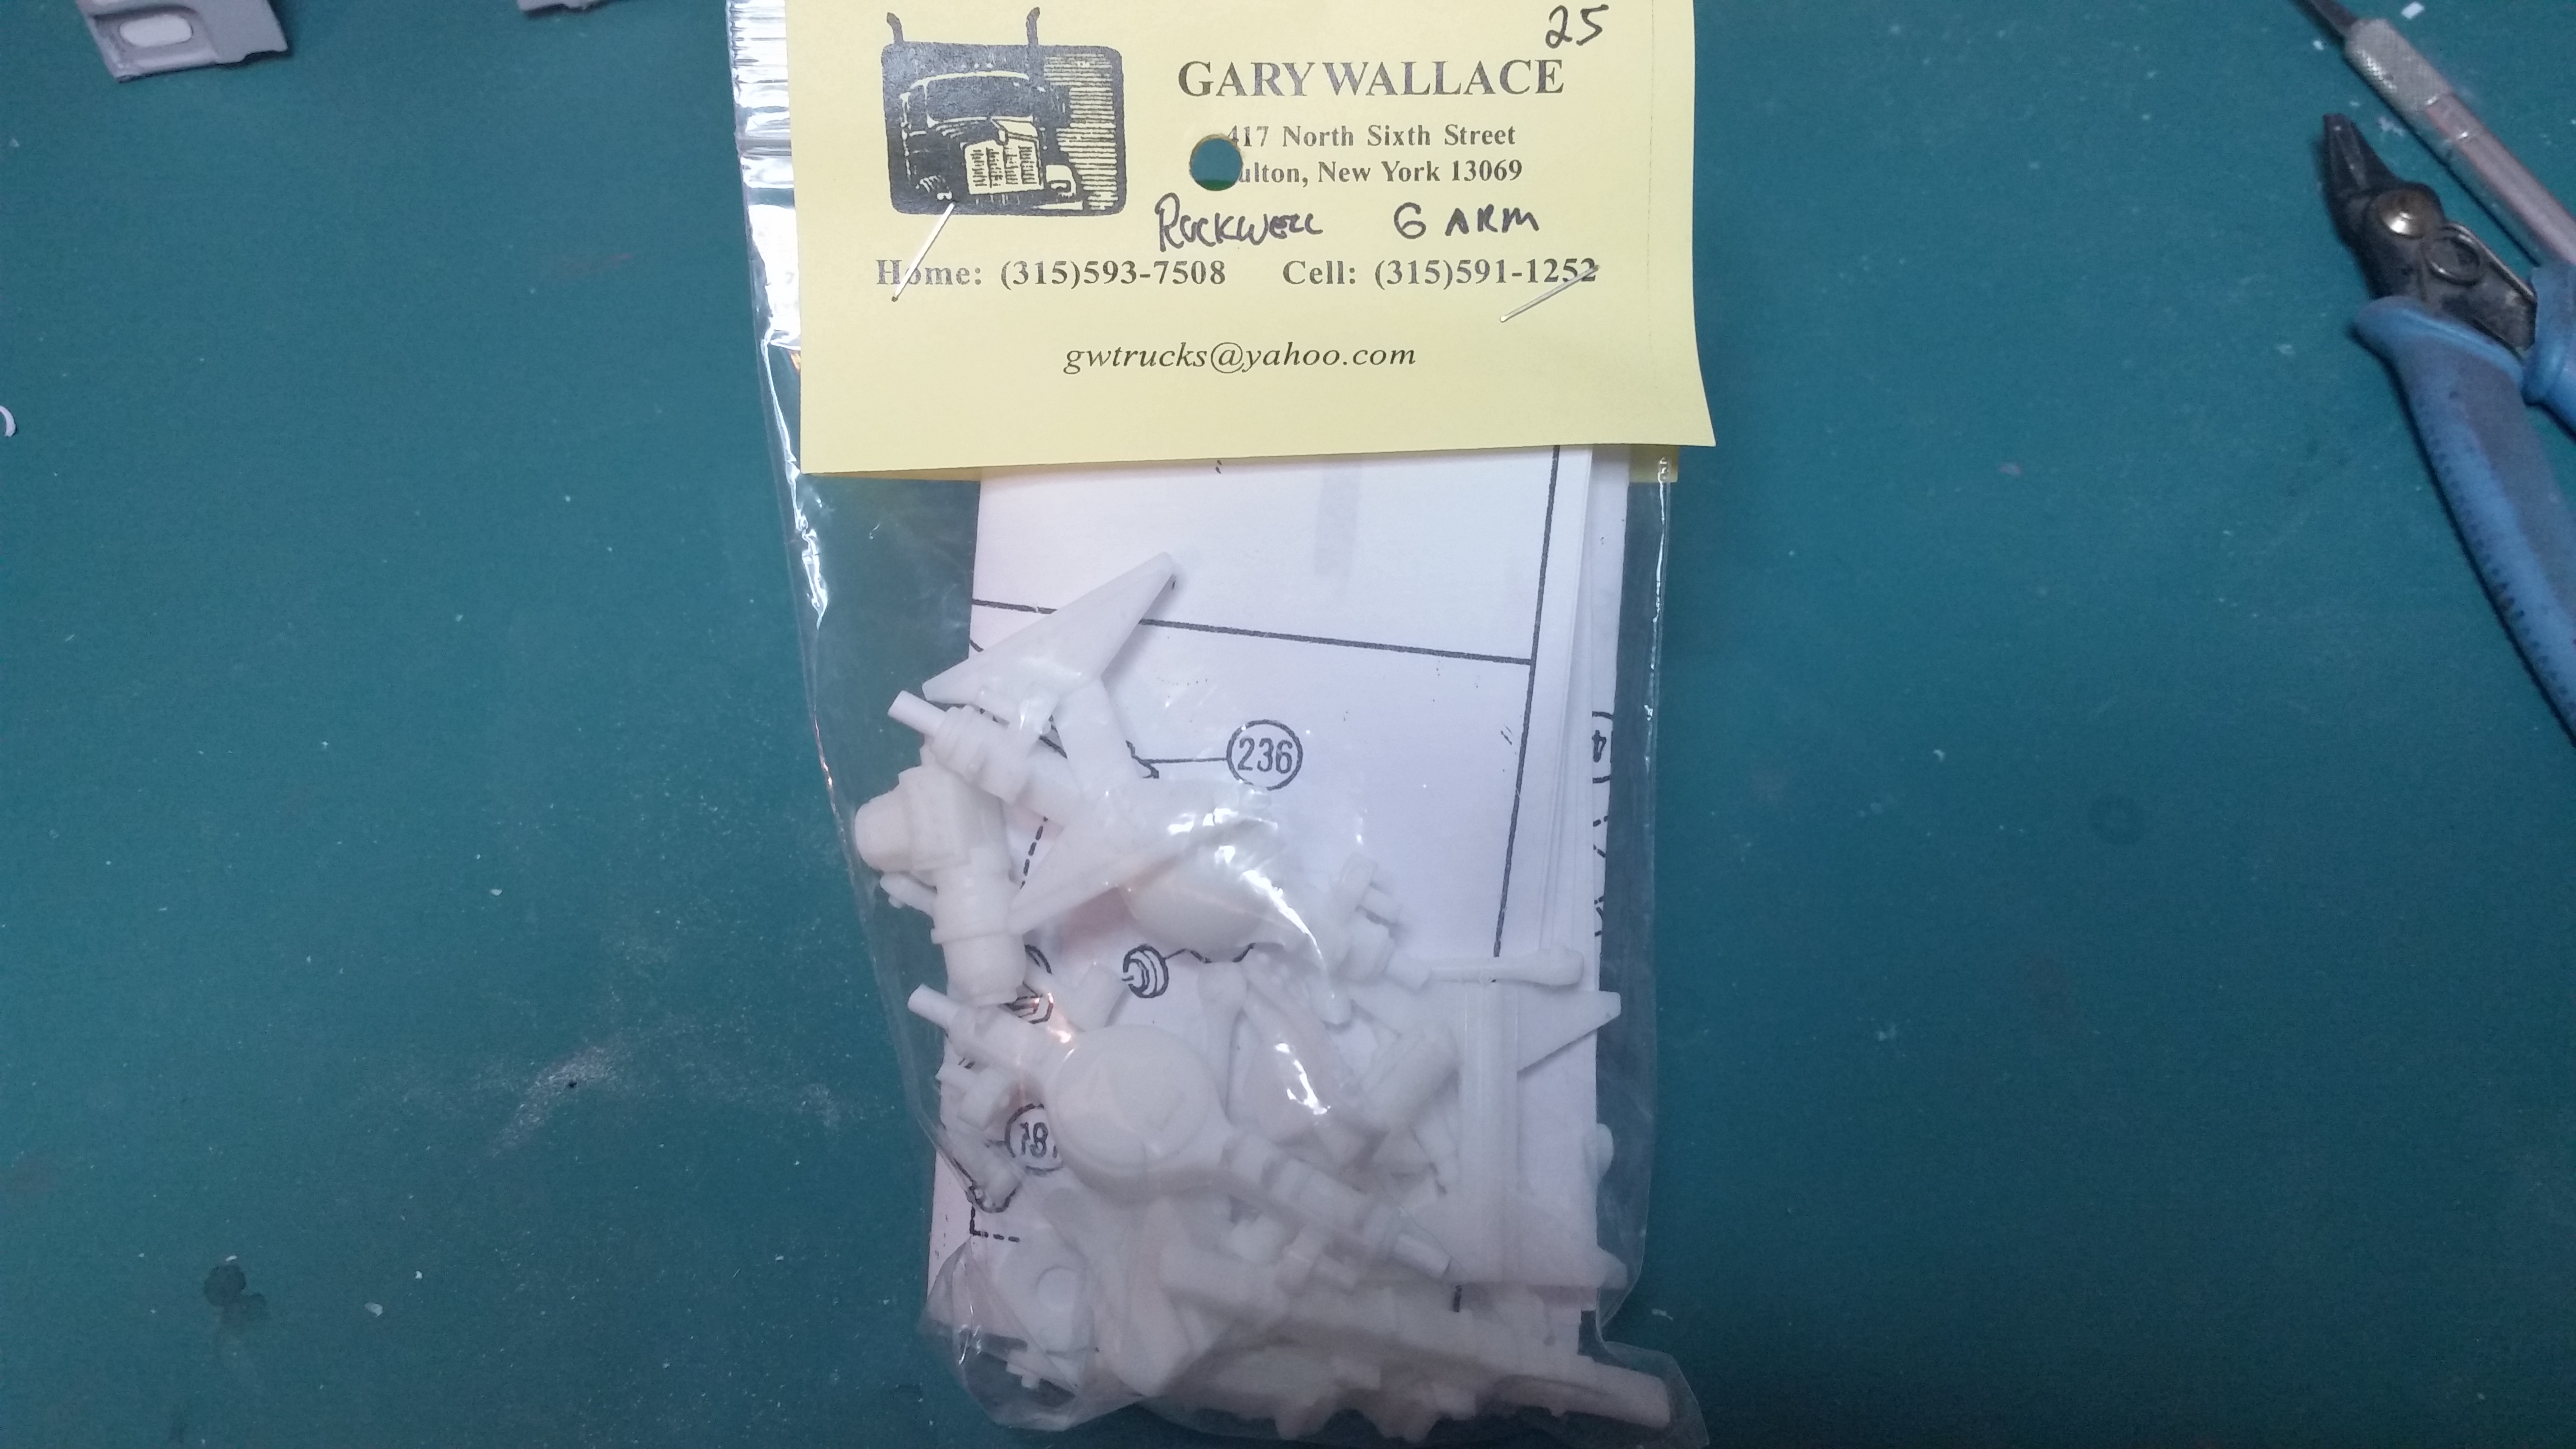 25
GARY WALLACE
417 North Sixth Street
ulton, New York 13069
ROCKWELL 6 ARM
Home: (315)593-7508 Cell: (315)591-1252
gwtrucks@yahoo.com
236